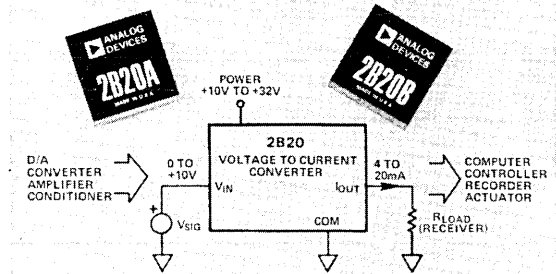 ANALOG
DEVICES
2B20A
MADE IN U.S.A.
ANALOG
DEVICES
2B20B
MADE IN U.S.A.
POWER
+10V TO +32V
2B20
VOLTAGE TO CURRENT
CONVERTER
D/A
CONVERTER
AMPLIFIER
CONDITIONER
0 TO
+10V
VIN
IOUT
4 TO
20mA
COMPUTER
CONTROLLER
RECORDER
ACTUATOR
+
VSIG
COM
RLOAD
(RECEIVER)